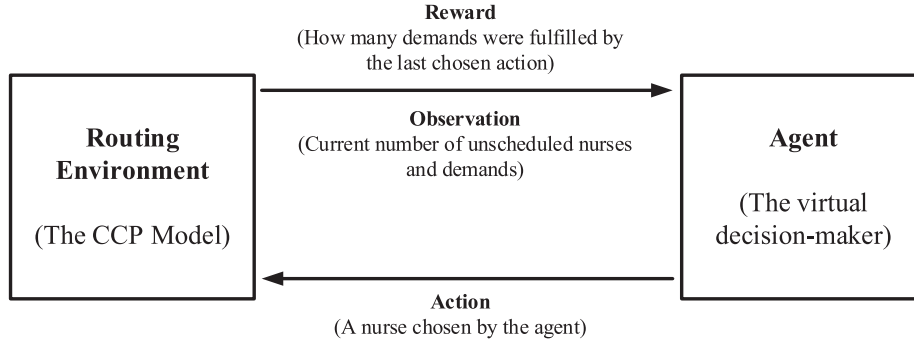 Reward
(How many demands were fulfilled by
the last chosen action)
Routing
Environment
(The CCP Model)
Observation
(Current number of unscheduled nurses
and demands)
Agent
(The virtual
decision-maker)
Action
(A nurse chosen by the agent)